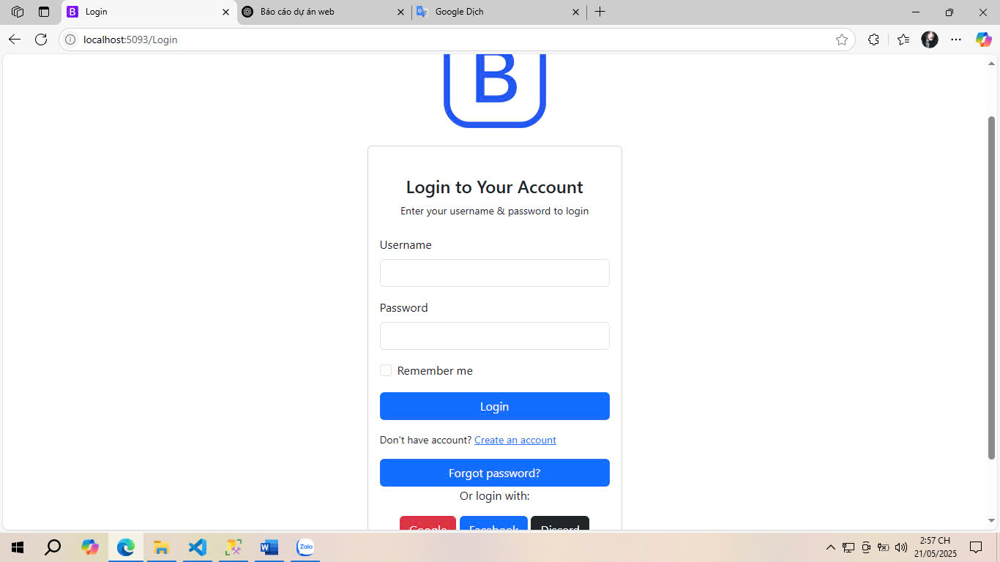 Login
Báo cáo dự án web
Google Dịch
localhost:5093/Login
B
Login to Your Account
Enter your username & password to login
Username
Password
Remember me
Login
Don't have account? Create an account
Forgot password?
Or login with:
Google Facebook Discord
Zalo
2:57 CH
21/05/2025